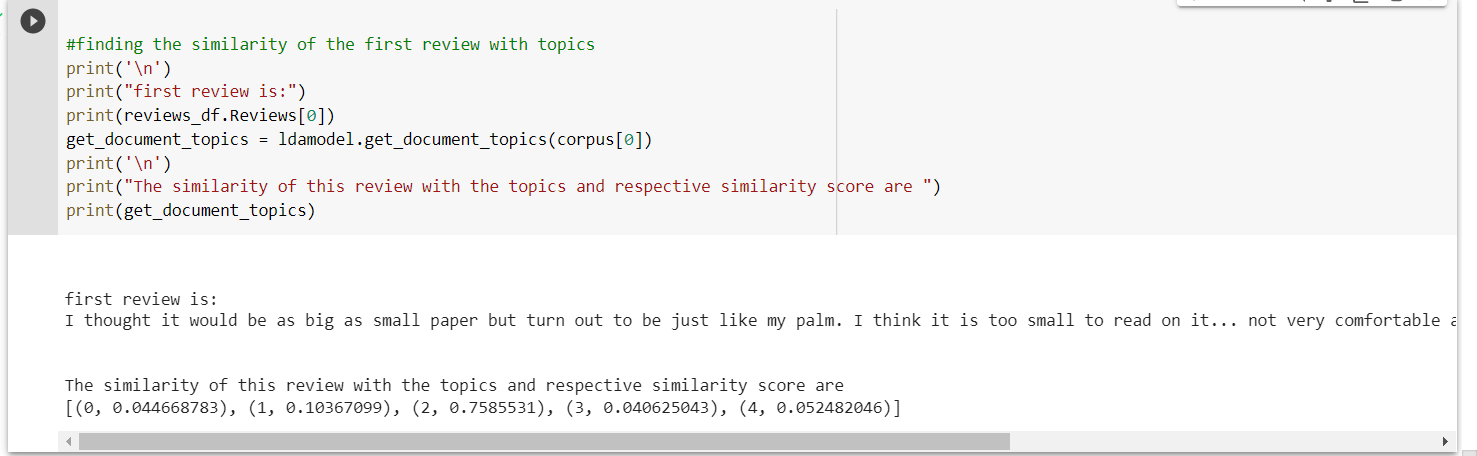 #finding the similarity of the first review with topics
print('\n')
print("first review is:")
print(reviews_df.Reviews[0])
get_document_topics = ldamodel.get_document_topics(corpus[0])
print('\n')
print("The similarity of this review with the topics and respective similarity score are ")
print(get_document_topics)
first review is:
I thought it would be as big as small paper but turn out to be just like my palm. I think it is too small to read on it... not very comfortable
The similarity of this review with the topics and respective similarity score are
[(0, 0.044668783), (1, 0.10367099), (2, 0.7585531), (3, 0.040625043), (4, 0.052482046)]